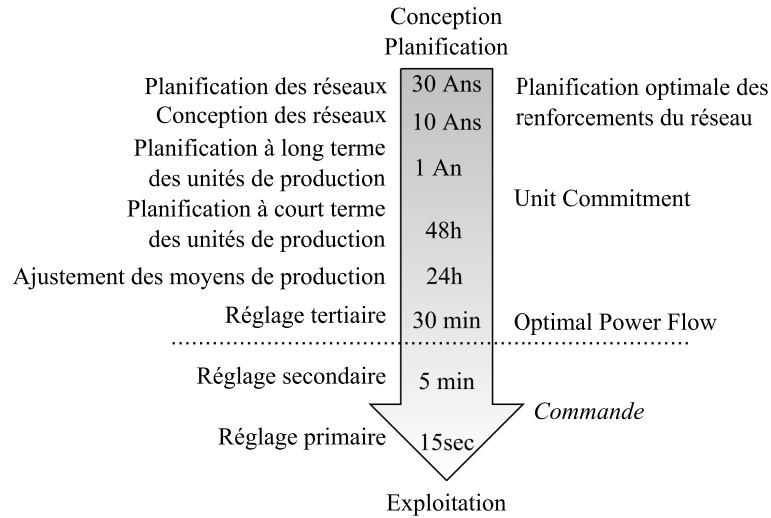 Conception
Planification
Planification des réseaux
30 Ans
Planification optimale des
renforcements du réseau
Conception des réseaux
10 Ans
Planification à long terme
des unités de production
1 An
Unit Commitment
Planification à court terme
des unités de production
48h
Ajustement des moyens de production
24h
Réglage tertiaire
30 min
Optimal Power Flow
Réglage secondaire
5 min
Commande
Réglage primaire
15sec
Exploitation